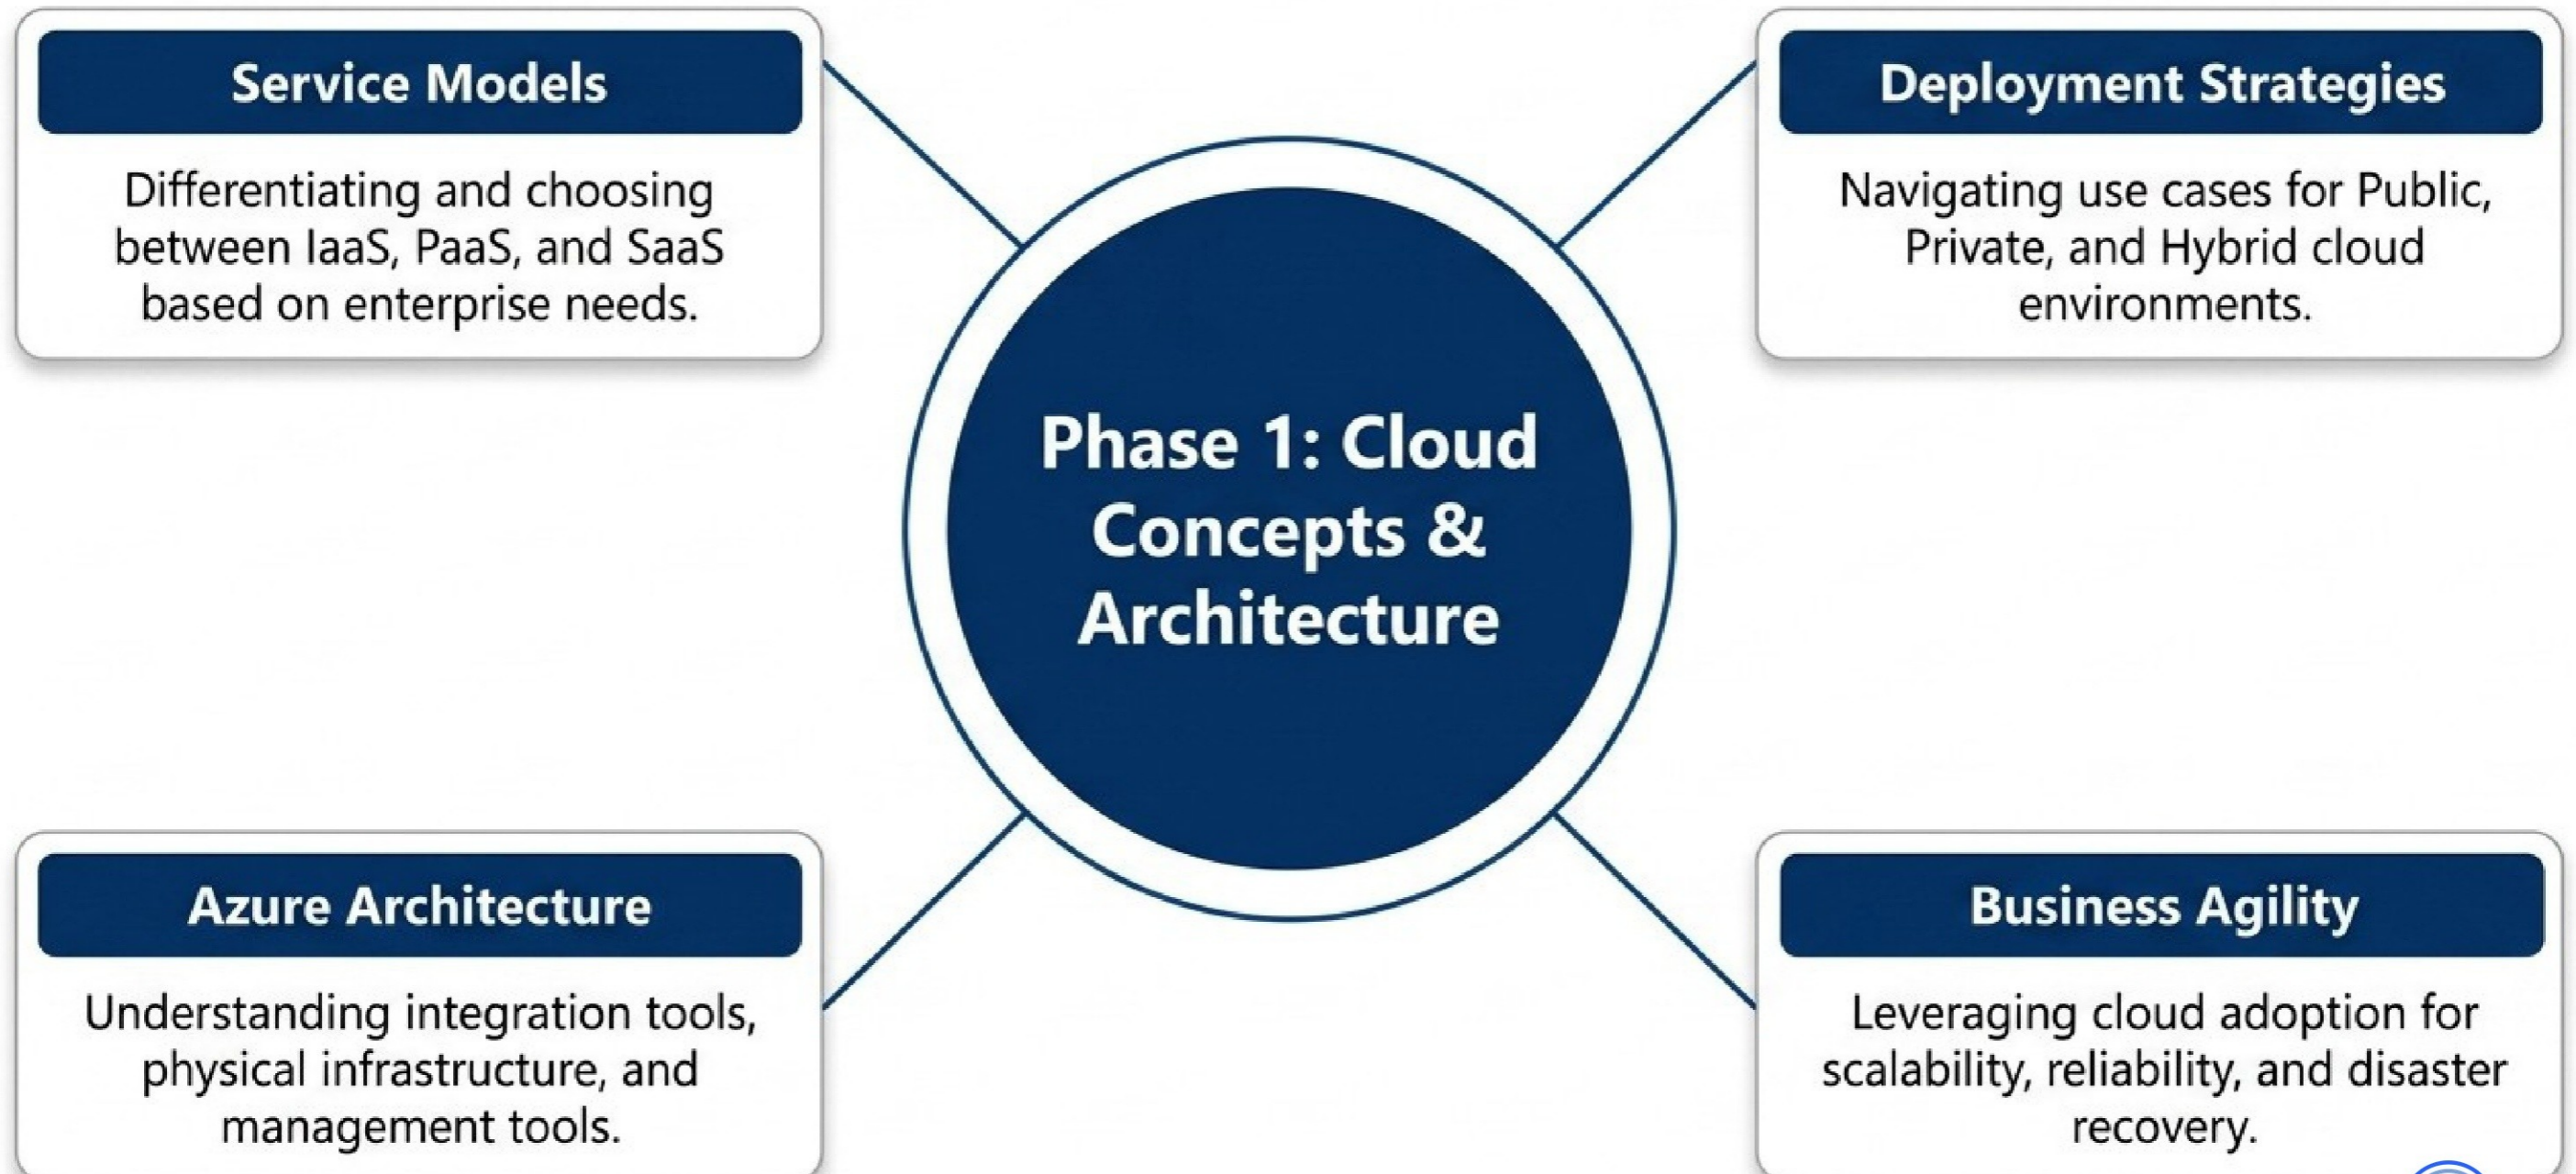 Service Models
Differentiating and choosing
between IaaS, PaaS, and SaaS
based on enterprise needs.
Deployment Strategies
Navigating use cases for Public,
Private, and Hybrid cloud
environments.
Phase 1: Cloud
Concepts &
Architecture
Azure Architecture
Understanding integration tools,
physical infrastructure, and
management tools.
Business Agility
Leveraging cloud adoption for
scalability, reliability, and disaster
recovery.